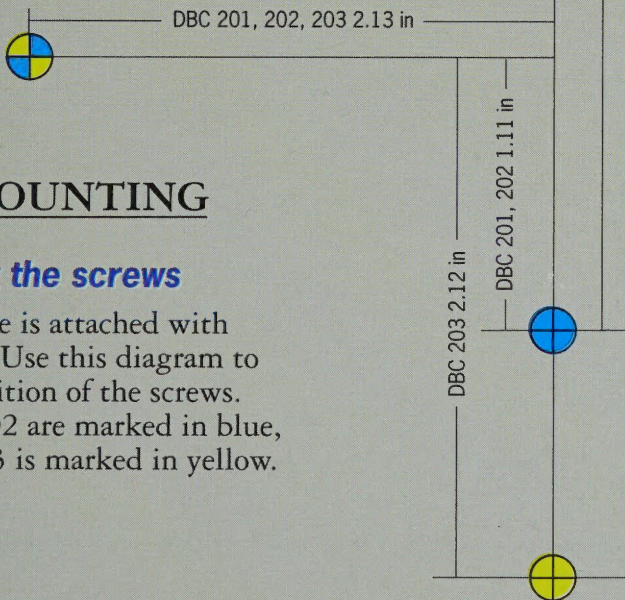 DBC 201, 202, 203 2.13 in
DBC 201, 202 1.11 in
DBC 203 2.12 in
OUNTING
the screws
e is attached with
Use this diagram to
ition of the screws.
2 are marked in blue,
is marked in yellow.